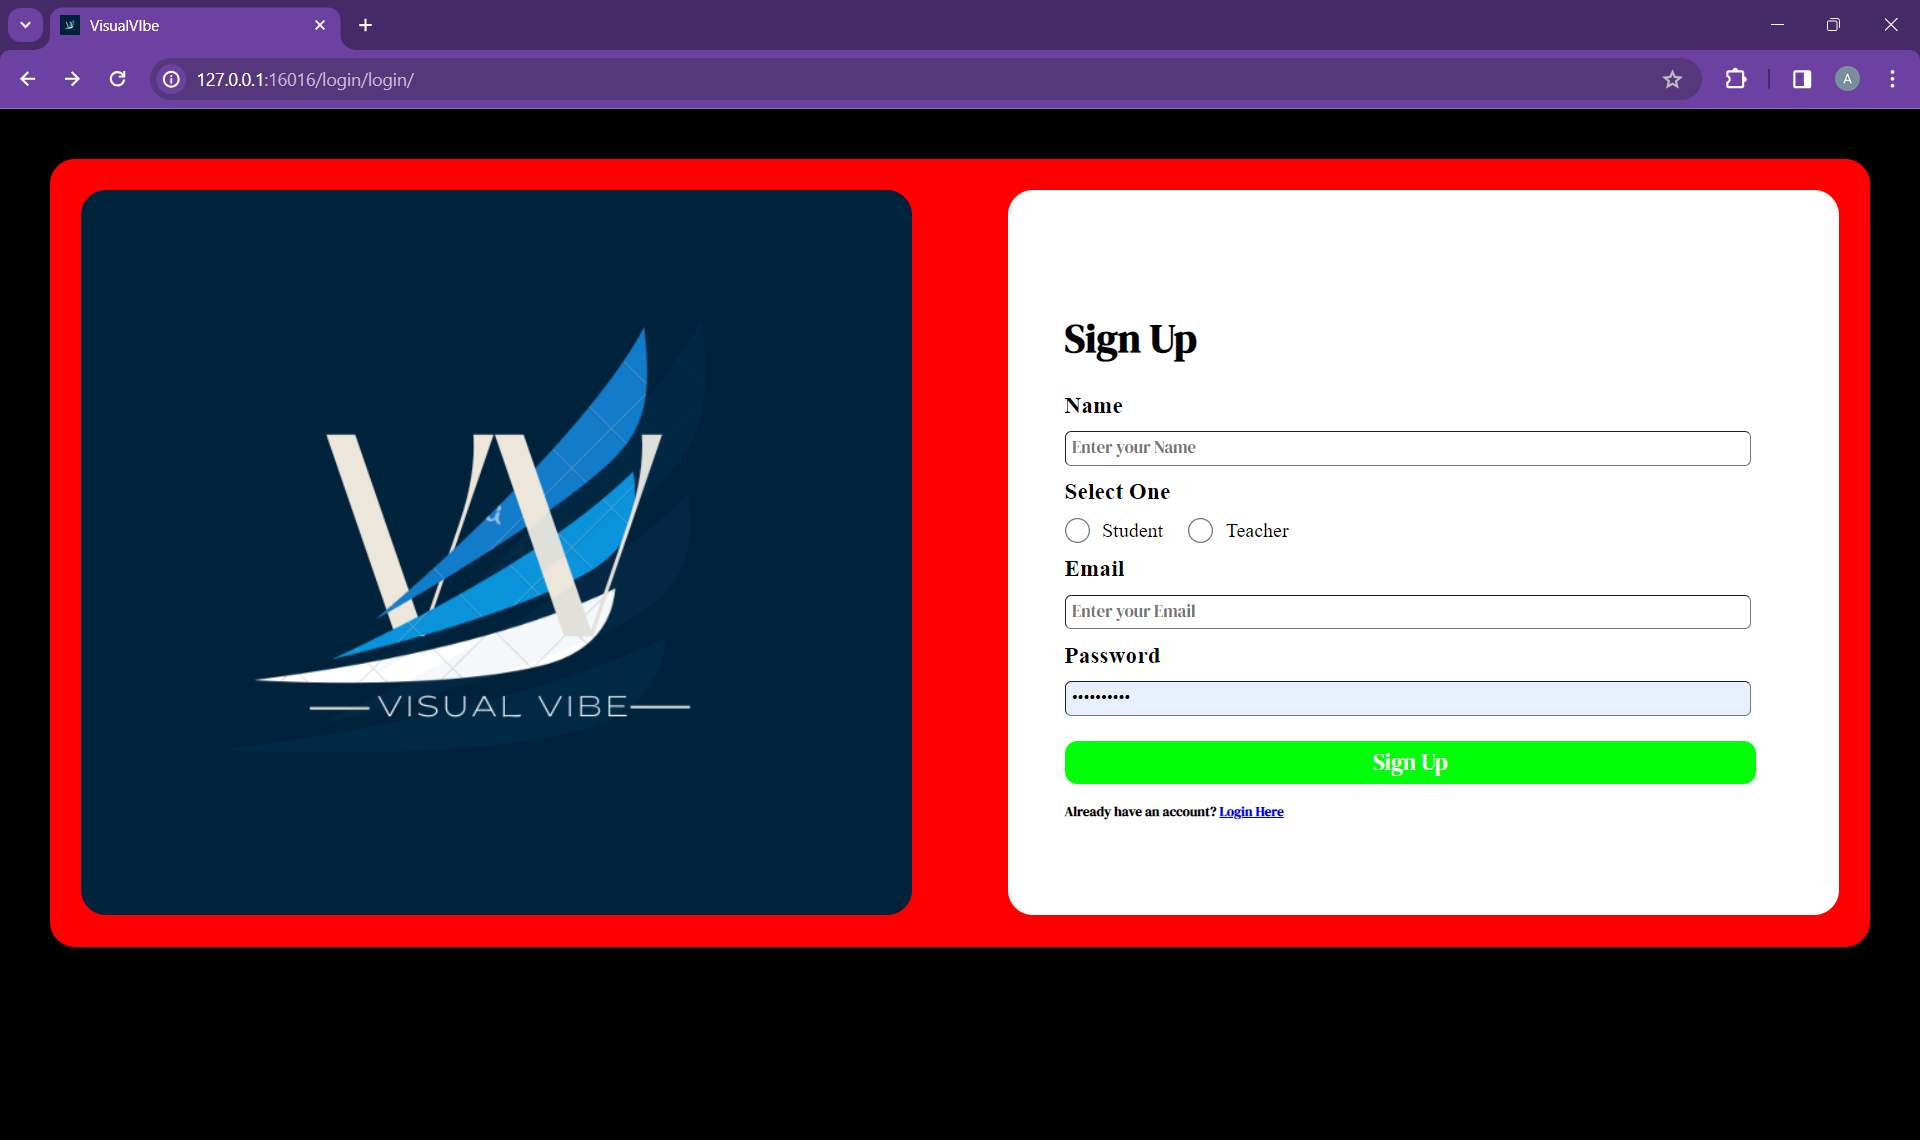 VisualVIbe
127.0.0.1:16016/login/login/
A
VISUAL VIBE
Sign Up
Name
Enter your Name
Select One
Student Teacher
Email
Enter your Email
Password
••••••••••
Sign Up
Already have an account? Login Here